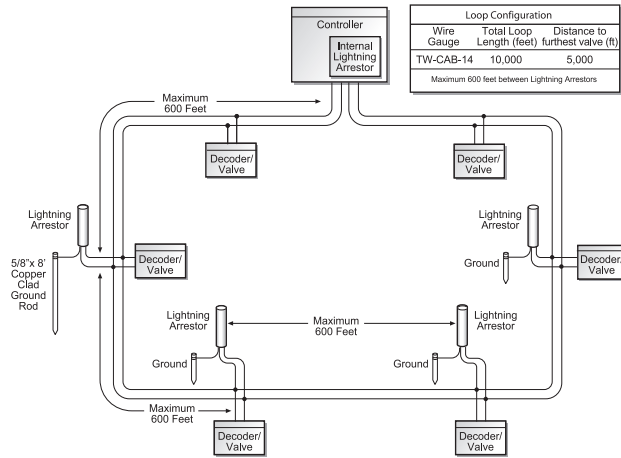 Controller
Internal
Lightning
Arrestor
Loop Configuration
Wire Gauge
Total Loop Length (feet)
Distance to furthest valve (ft)
TW-CAB-14 10,000 5,000
Maximum 600 feet between Lightning Arrestors
Maximum
600 Feet
Decoder/
Valve
Decoder/
Valve
Lightning
Arrestor
5/8"x 8'
Copper
Clad
Ground
Rod
Decoder/
Valve
Lightning
Arrestor
Ground
Decoder/
Valve
Lightning
Arrestor
Ground
Maximum
600 Feet
Lightning
Arrestor
Ground
Maximum
600 Feet
Decoder/
Valve
Decoder/
Valve